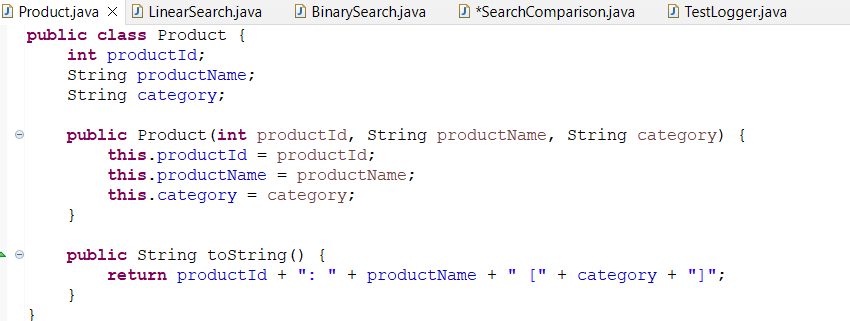 Product.java LinearSearch.java BinarySearch.java *SearchComparison.java TestLogger.java
public class Product {
    int productId;
    String productName;
    String category;

    public Product(int productId, String productName, String category) {
        this.productId = productId;
        this.productName = productName;
        this.category = category;
    }

    public String toString() {
        return productId + ": " + productName + " [" + category + "]";
    }
}